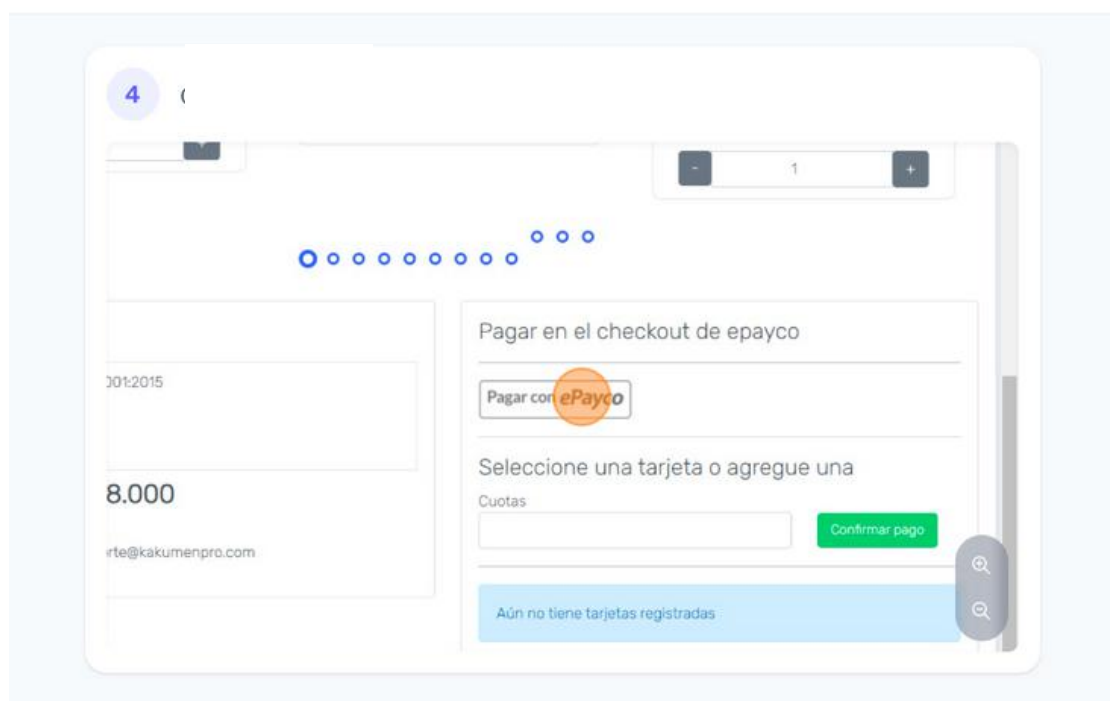 4
- 1 +
Pagar en el checkout de epayco
001:2015
Pagar con ePayco
Seleccione una tarjeta o agregue una
8.000
Cuotas
Confirmar pago
rte@kakumenpro.com
Aún no tiene tarjetas registradas